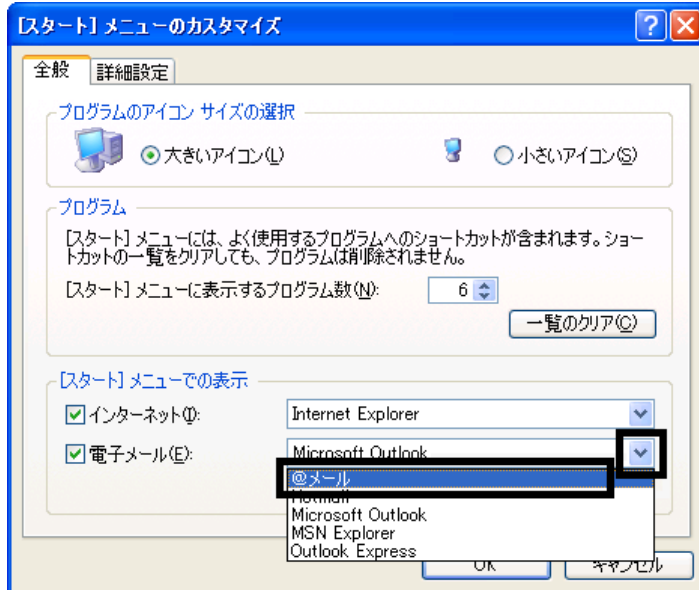 [スタート] メニューのカスタマイズ
全般
詳細設定
プログラムのアイコン サイズの選択
大きいアイコン(L)
小さいアイコン(S)
プログラム
[スタート] メニューには、よく使用するプログラムへのショートカットが含まれます。ショー
トカットの一覧をクリアしても、プログラムは削除されません。
[スタート] メニューに表示するプログラム数(N):
6
一覧のクリア(C)
[スタート] メニューでの表示
インターネット(I):
Internet Explorer
電子メール(E):
Microsoft Outlook
@メール
Hotmail
Microsoft Outlook
MSN Explorer
Outlook Express
OK
キャンセル